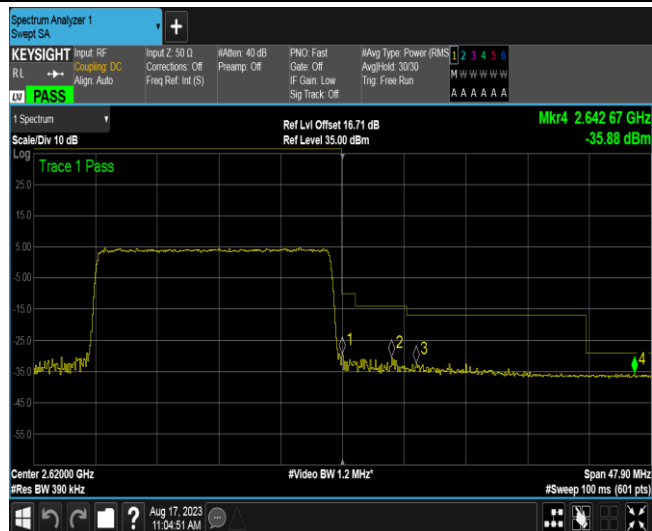 Spectrum Analyzer 1
Swept SA
KEYSIGHT
RL
LXI PASS
Input: RF
Coupling: DC
Align: Auto
Input Z: 50 Ω
Corrections: Off
Freq Ref: Int (S)
#Atten: 40 dB
Preamp: Off
PNO: Fast
Gate: Off
IF Gain: Low
Sig Track: Off
#Avg Type: Power (RMS
Avg|Hold: 30/30
Trig: Free Run
1 2 3 4 5 6
M W W W W W
A A A A A A
1 Spectrum
Scale/Div 10 dB
Ref Lvl Offset 16.71 dB
Ref Level 35.00 dBm
Mkr4 2.642 67 GHz
-35.88 dBm
Log
Trace 1 Pass
25.0
15.0
5.00
-5.00
-15.0
-25.0
-35.0
-45.0
-55.0
1
2
3
4
Center 2.62000 GHz
#Res BW 390 kHz
#Video BW 1.2 MHz*
Span 47.90 MHz
#Sweep 100 ms (601 pts)
?
Aug 17, 2023
11:04:51 AM